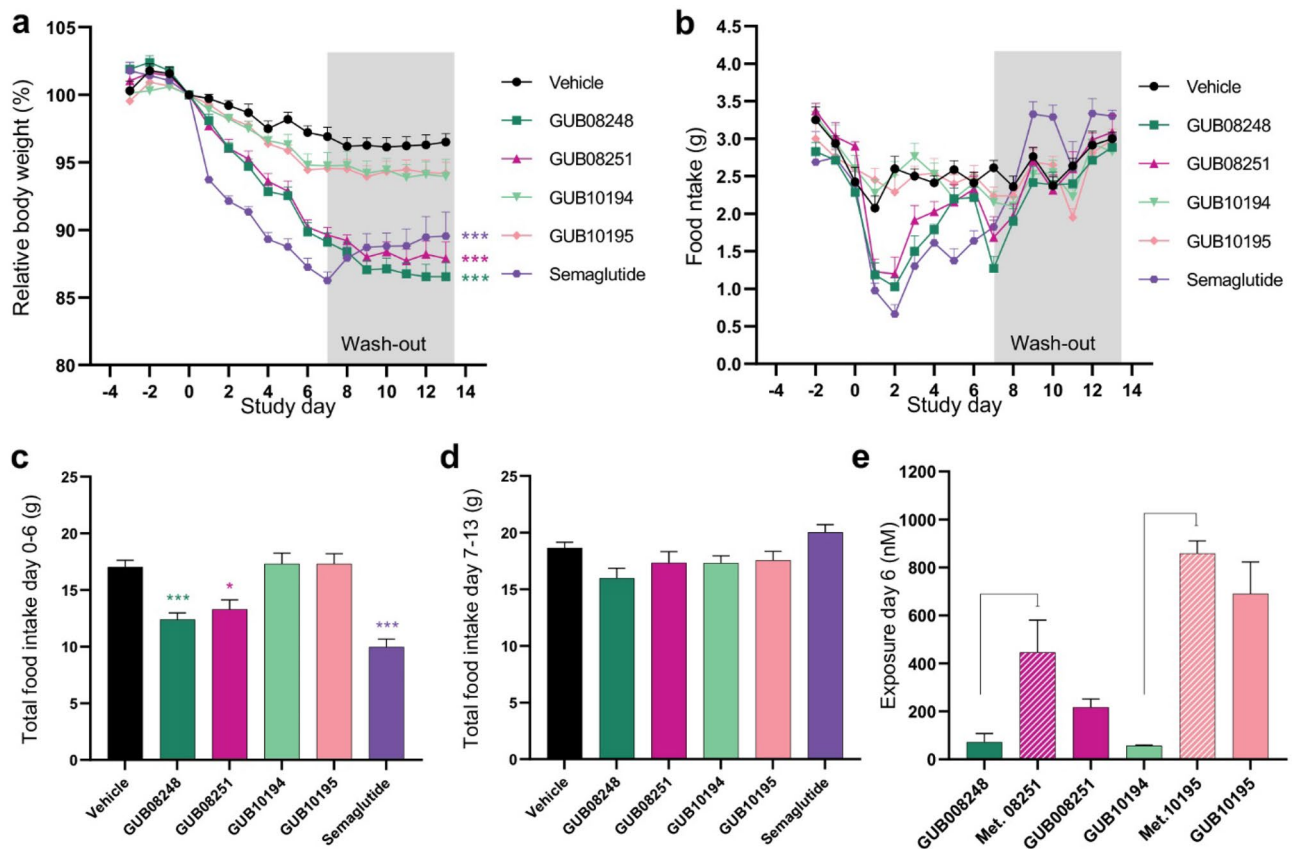 a
Relative body weight (%)
105
100
95
90
85
80
-4 -2 0 2 4 6 8 10 12 14
Study day
Wash-out
***
***
***
Vehicle
GUB08248
GUB08251
GUB10194
GUB10195
Semaglutide
b
Food ntake (g)
4.5
4.0
3.5
3.0
2.5
2.0
1.5
1.0
0.5
0.0
-4 -2 0 2 4 6 8 10 12 14
Study day
Wash-out
Vehicle
GUB08248
GUB08251
GUB10194
GUB10195
Semaglutide
c
Total food intake day 0-6 (g)
25
20
15
10
5
0
***
*
***
Vehicle
GUB08248
GUB08251
GUB10194
GUB10195
Semaglutide
d
Total food intake day 7-13 (g)
25
20
15
10
5
0
Vehicle
GUB08248
GUB08251
GUB10194
GUB10195
Semaglutide
e
Exposure day 6 (nM)
1200
1000
800
600
400
200
0
GUB008248
Met. 08251
GUB008251
GUB10194
Met.10195
GUB10195